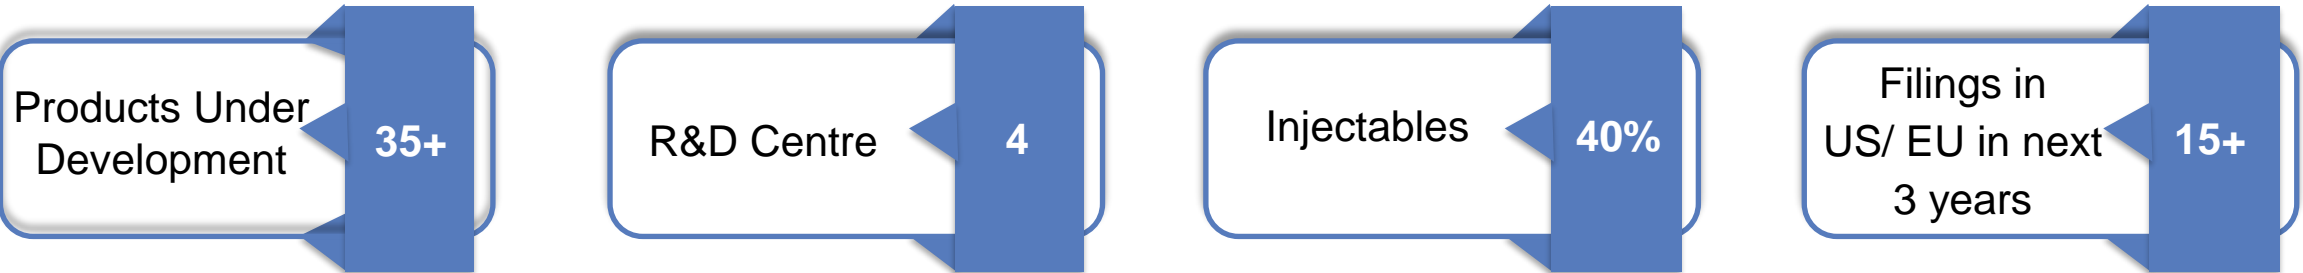 Products Under
Development
35+
R&D Centre
4
Injectables
40%
Filings in
US/ EU in next
3 years
15+